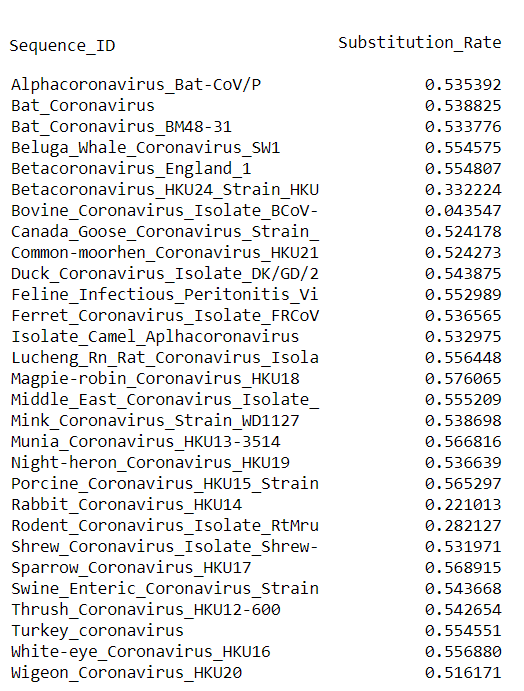 Sequence_ID Substitution_Rate
Alphacoronavirus_Bat-CoV/P 0.535392
Bat_Coronavirus 0.538825
Bat_Coronavirus_BM48-31 0.533776
Beluga_Whale_Coronavirus_SW1 0.554575
Betacoronavirus_England_1 0.554807
Betacoronavirus_HKU24_Strain_HKU 0.332224
Bovine_Coronavirus_Isolate_BCoV- 0.043547
Canada_Goose_Coronavirus_Strain_ 0.524178
Common-moorhen_Coronavirus_HKU21 0.524273
Duck_Coronavirus_Isolate_DK/GD/2 0.543875
Feline_Infectious_Peritonitis_Vi 0.552989
Ferret_Coronavirus_Isolate_FRCoV 0.536565
Isolate_Camel_Aplhacoronavirus 0.532975
Lucheng_Rn_Rat_Coronavirus_Isola 0.556448
Magpie-robin_Coronavirus_HKU18 0.576065
Middle_East_Coronavirus_Isolate_ 0.555209
Mink_Coronavirus_Strain_WD1127 0.538698
Munia_Coronavirus_HKU13-3514 0.566816
Night-heron_Coronavirus_HKU19 0.536639
Porcine_Coronavirus_HKU15_Strain 0.565297
Rabbit_Coronavirus_HKU14 0.221013
Rodent_Coronavirus_Isolate_RtMru 0.282127
Shrew_Coronavirus_Isolate_Shrew- 0.531971
Sparrow_Coronavirus_HKU17 0.568915
Swine_Enteric_Coronavirus_Strain 0.543668
Thrush_Coronavirus_HKU12-600 0.542654
Turkey_coronavirus 0.554551
White-eye_Coronavirus_HKU16 0.556880
Wigeon_Coronavirus_HKU20 0.516171